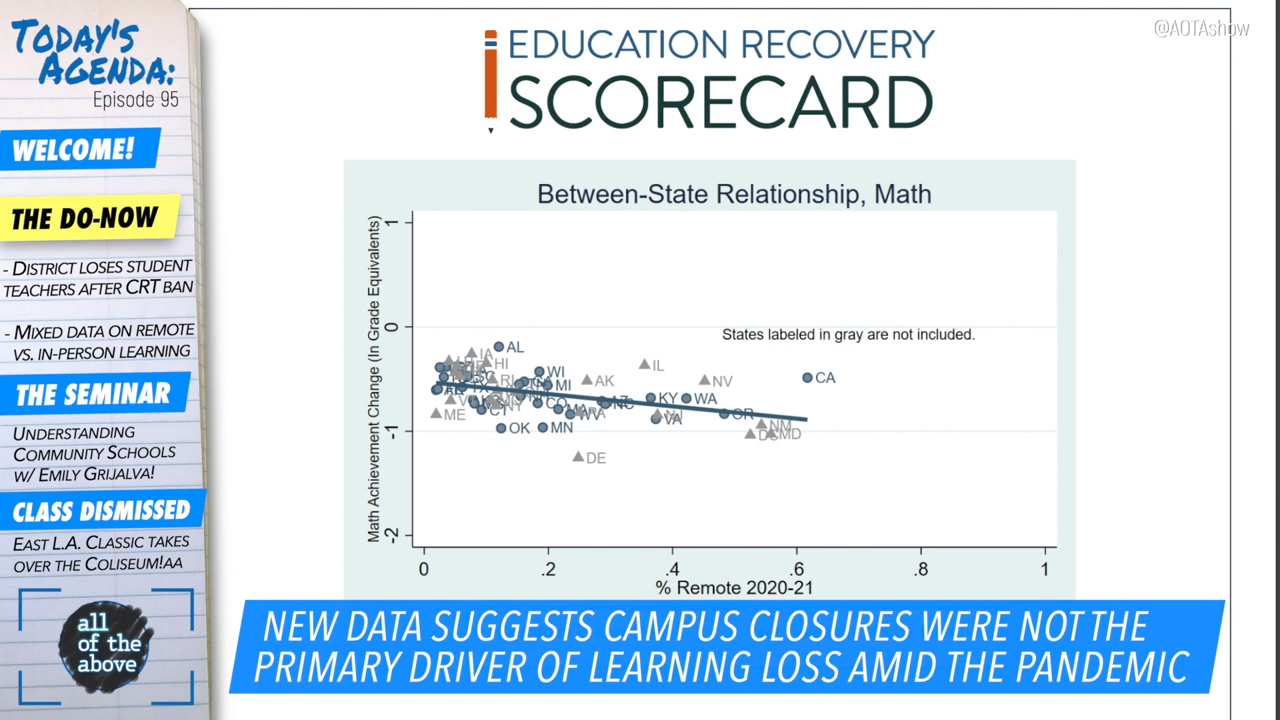 TODAY'S
AGENDA:
Episode 95
WELCOME!
THE DO-NOW
- DISTRICT LOSES STUDENT
TEACHERS AFTER CRT BAN
- MIXED DATA ON REMOTE
VS. IN-PERSON LEARNING
THE SEMINAR
UNDERSTANDING
COMMUNITY SCHOOLS
W/ EMILY GRIJALVA!
CLASS DISMISSED
EAST L.A. CLASSIC TAKES
OVER THE COLISEUM!AA
all
of the
above
@AOTAshow
EDUCATION RECOVERY
SCORECARD
Between-State Relationship, Math
Math Achievement Change (In Grade Equivalents)
1
0
-1
-2
States labeled in gray are not included.
AL
IA
HI
WI
MI
AK
IL
NV
CA
KY
WA
OR
VA
NM
MD
ME
OK
MN
DE
CO
0
.2
.4
.6
.8
1
% Remote 2020-21
NEW DATA SUGGESTS CAMPUS CLOSURES WERE NOT THE
PRIMARY DRIVER OF LEARNING LOSS AMID THE PANDEMIC